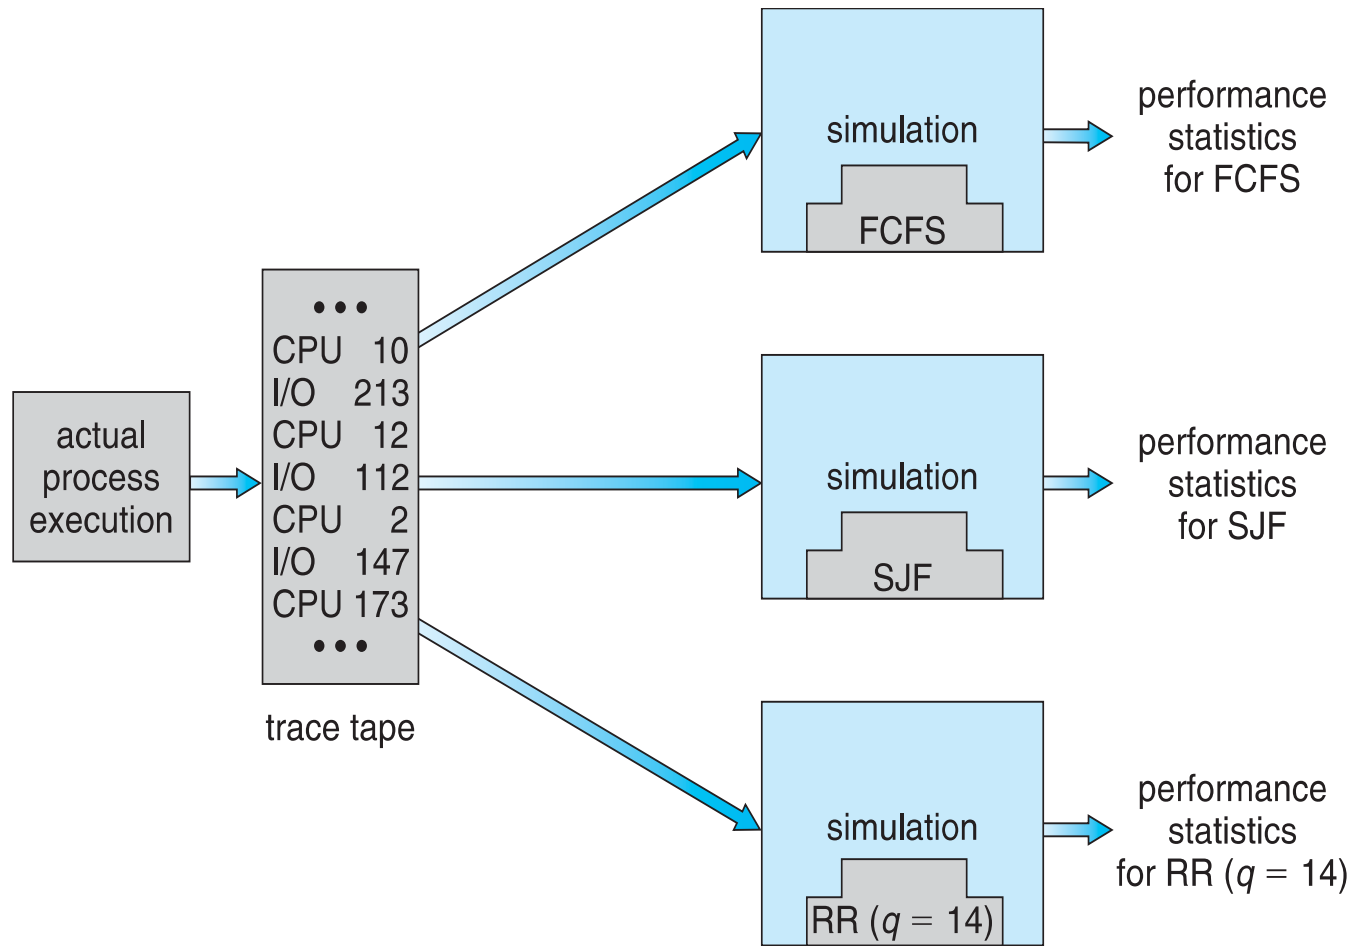 actual
process
execution
• • •
CPU 10
I/O 213
CPU 12
I/O 112
CPU 2
I/O 147
CPU 173
• • •
trace tape
simulation
FCFS
performance
statistics
for FCFS
simulation
SJF
performance
statistics
for SJF
simulation
RR (q = 14)
performance
statistics
for RR (q = 14)